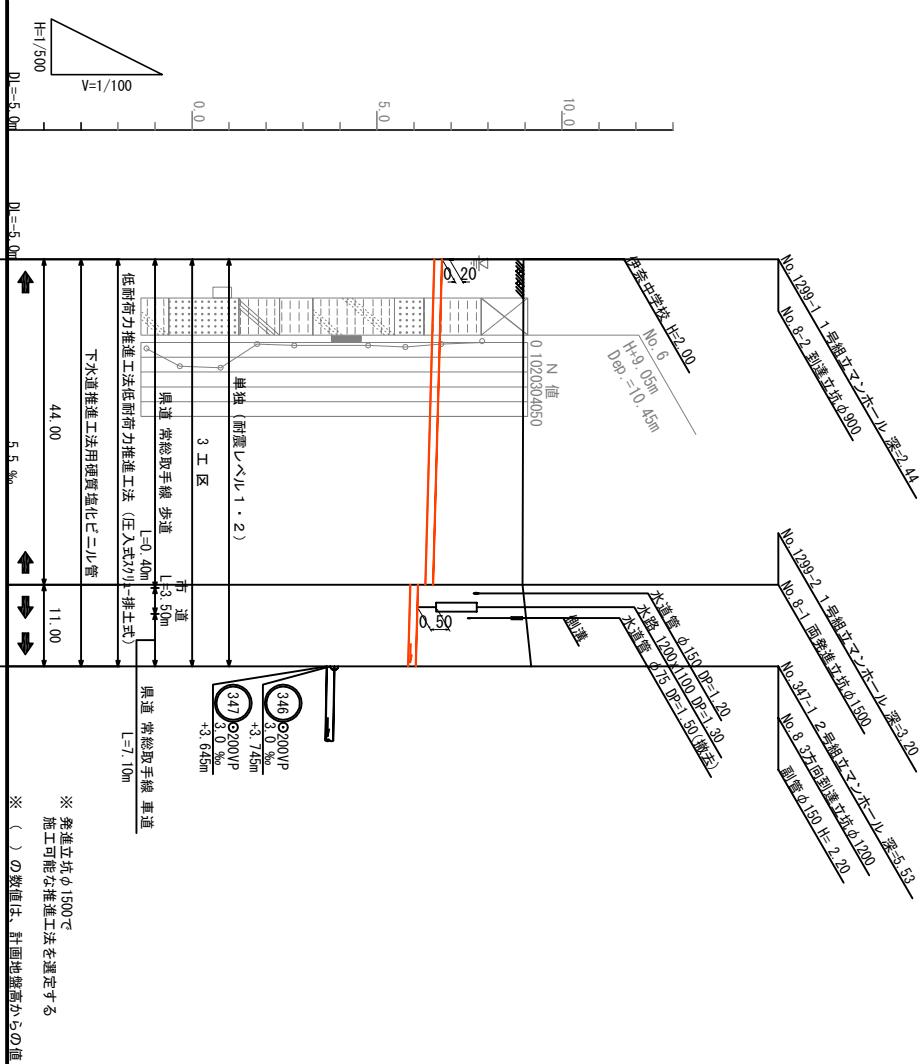 No.1299-1 1号組立マンホール 深=2.44
No.8-2 到達立坑φ900
No.1299-2 1号組立マンホール 深=3.20
No.8-1 両発進立坑φ1500
No.347-1 2号組立マンホール 深=5.53
No.8 3方向到達立坑φ1200
副管φ150 H= 2.20
伊奈中学校 H=2.00
水道管 φ150 DP=1.20
水路 1200×1100 DP=1.30
水道管 φ75 DP=1.50(撤去)
側溝
No.6
H+9.05m
Dep.=10.45m
N 値
0 1020304050
10.0
5.0
0.0
0.20
0.50
DL=-5.0m
DL=-5.0m
H=1/500
V=1/100
346
200VP
3.0 ‰
+3.745m
347
200VP
3.0 ‰
+3.645m
単独 (耐震レベル1・2)
3 工 区
県道 常総取手線 歩道
L=0.40m
市 道
L=3.50m
県道 常総取手線 車道
L=7.10m
低耐荷力推進工法低耐荷力推進工法 (圧入式スクリュー排土式)
下水道推進工法用硬質塩化ビニル管
44.00
11.00
5.5 ‰
※ 発進立坑φ1500で
施工可能な推進工法を選定する
※ ( ) の数値は、計画地盤高からの値